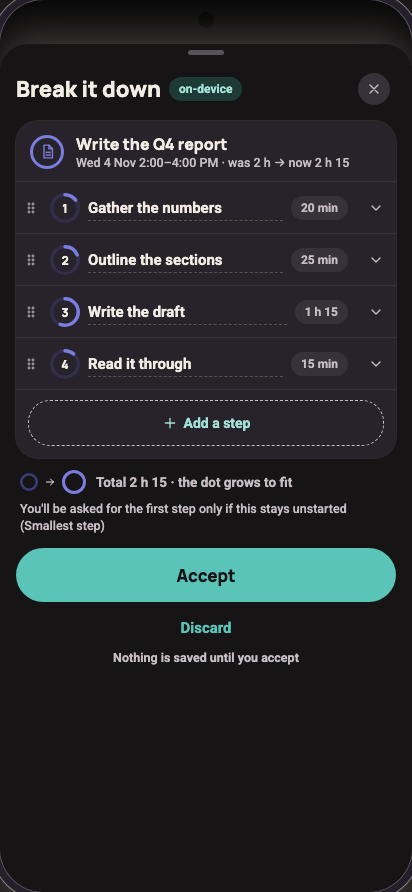 Break it down
on-device
Write the Q4 report
Wed 4 Nov 2:00–4:00 PM · was 2 h → now 2 h 15
1 Gather the numbers 20 min
2 Outline the sections 25 min
3 Write the draft 1 h 15
4 Read it through 15 min
+ Add a step
→ Total 2 h 15 · the dot grows to fit
You'll be asked for the first step only if this stays unstarted
(Smallest step)
Accept
Discard
Nothing is saved until you accept